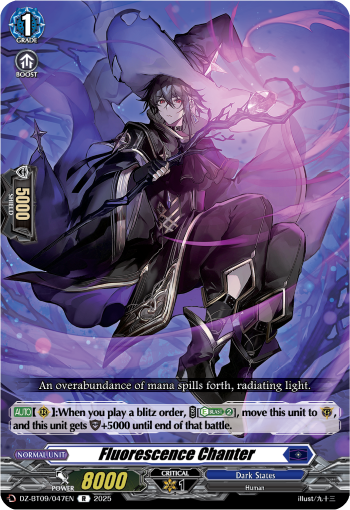 1
GRADE
BOOST
5000
SHIELD
An overabundance of mana spills forth, radiating light.
AUTO【 】:When you play a blitz order, [E-BLAST 2], move this unit to ,
and this unit gets +5000 until end of that battle.
NORMAL UNIT
Fluorescence Chanter
POWER 8000 CRITICAL 1 Dark States
Human
D DZ-BT09/047EN R 2025 illust/九十三